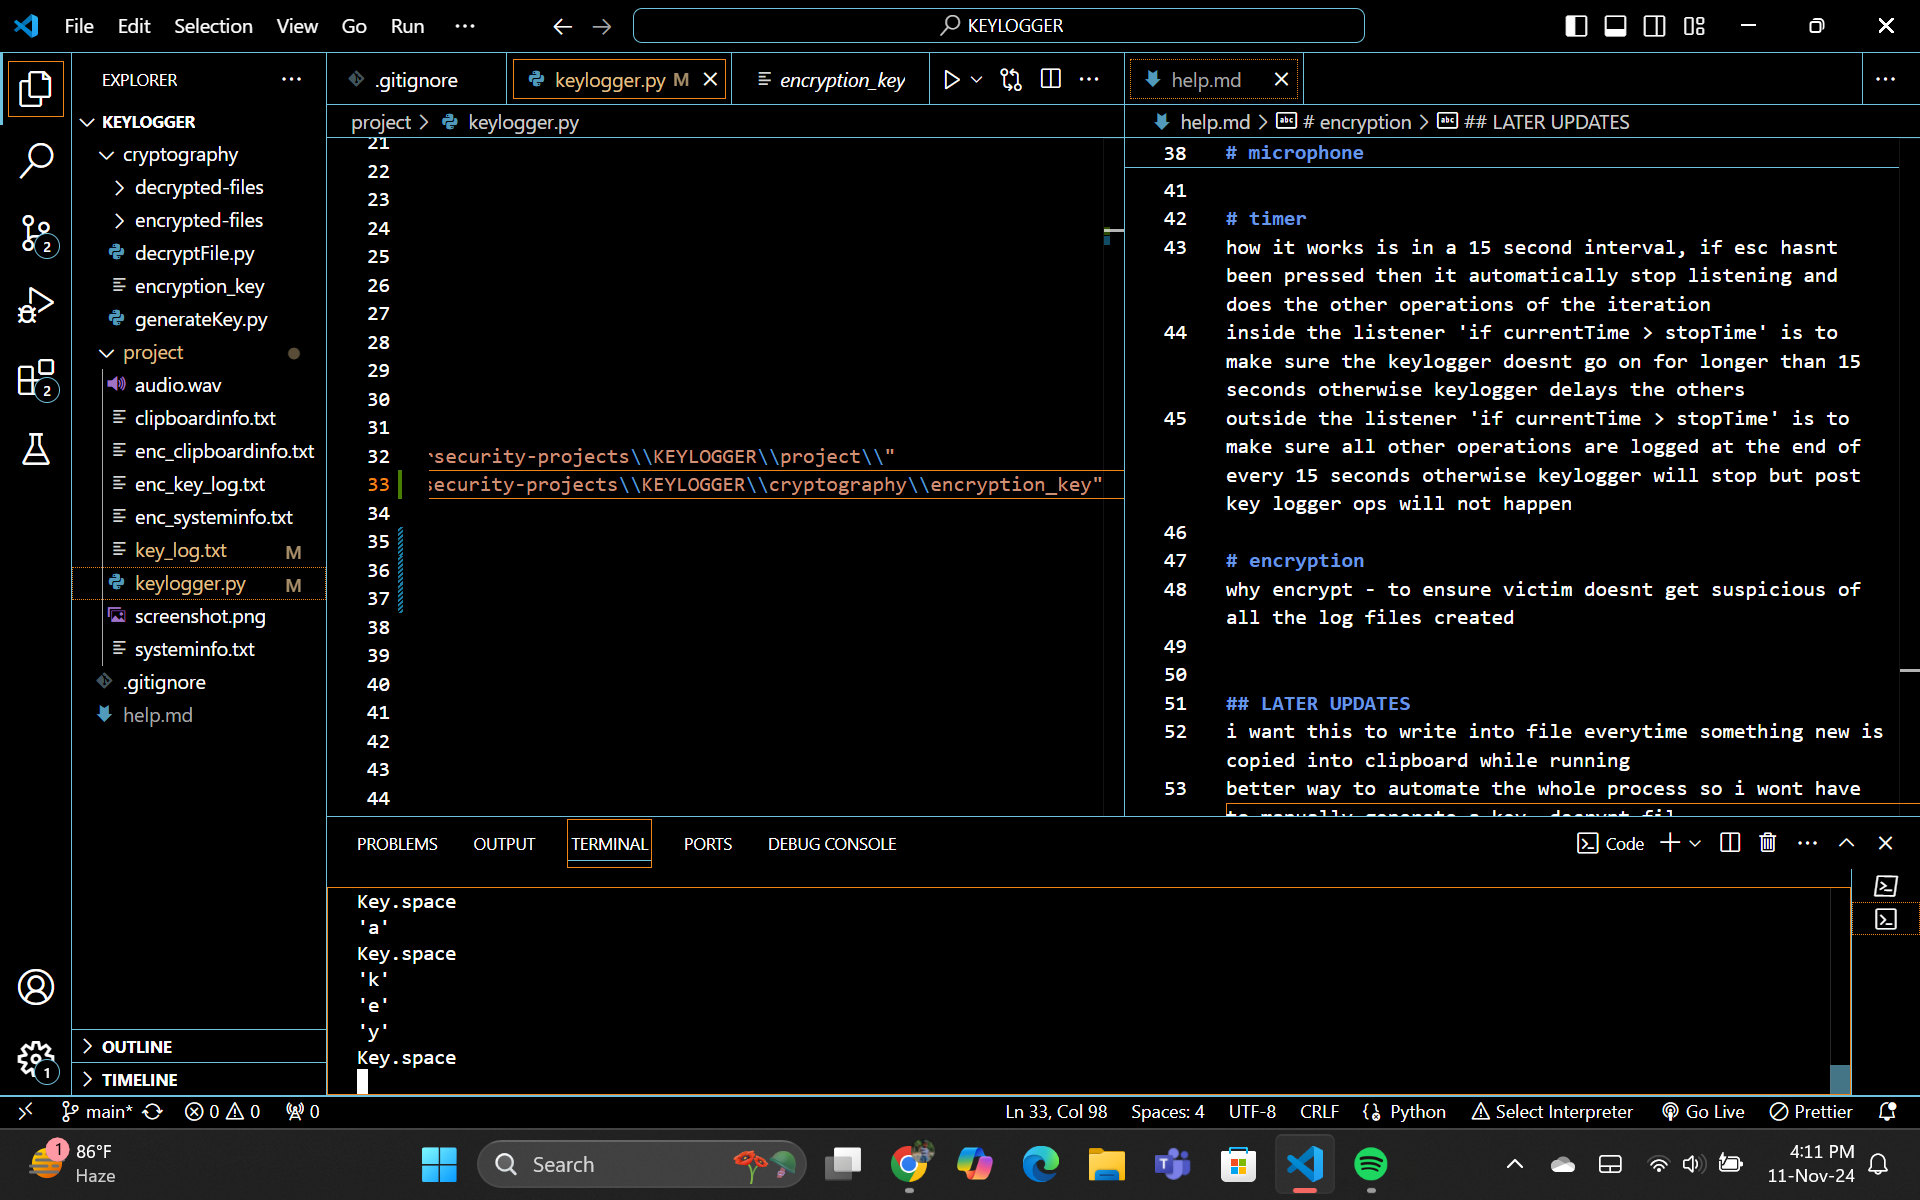 File Edit Selection View Go Run ···
KEYLOGGER
EXPLORER
KEYLOGGER
cryptography
decrypted-files
encrypted-files
decryptFile.py
encryption_key
generateKey.py
project
audio.wav
clipboardinfo.txt
enc_clipboardinfo.txt
enc_key_log.txt
enc_systeminfo.txt
key_log.txt M
keylogger.py M
screenshot.png
systeminfo.txt
.gitignore
help.md
OUTLINE
TIMELINE
2
2
1
.gitignore
keylogger.py M
encryption_key
project > keylogger.py
21
22
23
24
25
26
27
28
29
30
31
32 rsecurity-projects\\KEYLOGGER\\project\\"
33 security-projects\\KEYLOGGER\\cryptography\\encryption_key"
34
35
36
37
38
39
40
41
42
43
44
help.md
help.md > # encryption > ## LATER UPDATES
38 # microphone
41
42 # timer
43 how it works is in a 15 second interval, if esc hasnt
been pressed then it automatically stop listening and
does the other operations of the iteration
44 inside the listener 'if currentTime > stopTime' is to
make sure the keylogger doesnt go on for longer than 15
seconds otherwise keylogger delays the others
45 outside the listener 'if currentTime > stopTime' is to
make sure all other operations are logged at the end of
every 15 seconds otherwise keylogger will stop but post
key logger ops will not happen
46
47 # encryption
48 why encrypt - to ensure victim doesnt get suspicious of
all the log files created
49
50
51 ## LATER UPDATES
52 i want this to write into file everytime something new is
copied into clipboard while running
53 better way to automate the whole process so i wont have
to manually generate a key, decrypt fil
PROBLEMS OUTPUT TERMINAL PORTS DEBUG CONSOLE
Code
Key.space
'a'
Key.space
'k'
'e'
'y'
Key.space
main* 0 0 0
Ln 33, Col 98 Spaces: 4 UTF-8 CRLF Python Select Interpreter Go Live Prettier
1
86°F
Haze
Search
4:11 PM
11-Nov-24